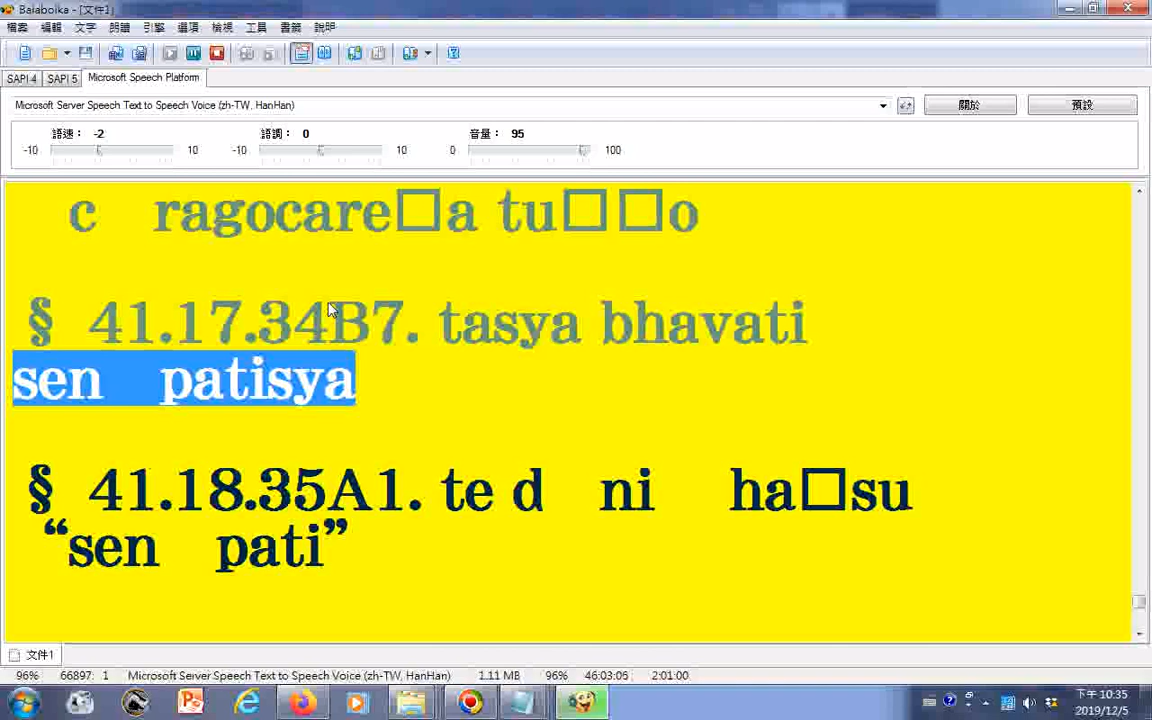 Balabolka - [文件1]
檔案 編輯 文字 朗讀 引擎 選項 檢視 工具 書籤 說明
SAPI 4 SAPI 5 Microsoft Speech Platform
Microsoft Server Speech Text to Speech Voice (zh-TW, HanHan) 關於 預設
語速： -2 語調： 0 音量： 95
-10 10 -10 10 0 100
c ragocare□a tu□□o
§ 41.17.34B7. tasya bhavati
sen patisya
§ 41.18.35A1. te d ni ha□su
“sen pati”
文件1
96% 66897: 1 Microsoft Server Speech Text to Speech Voice (zh-TW, HanHan) 1.11 MB 96% 46:03:05 2:01:00
下午 10:35
2019/12/5